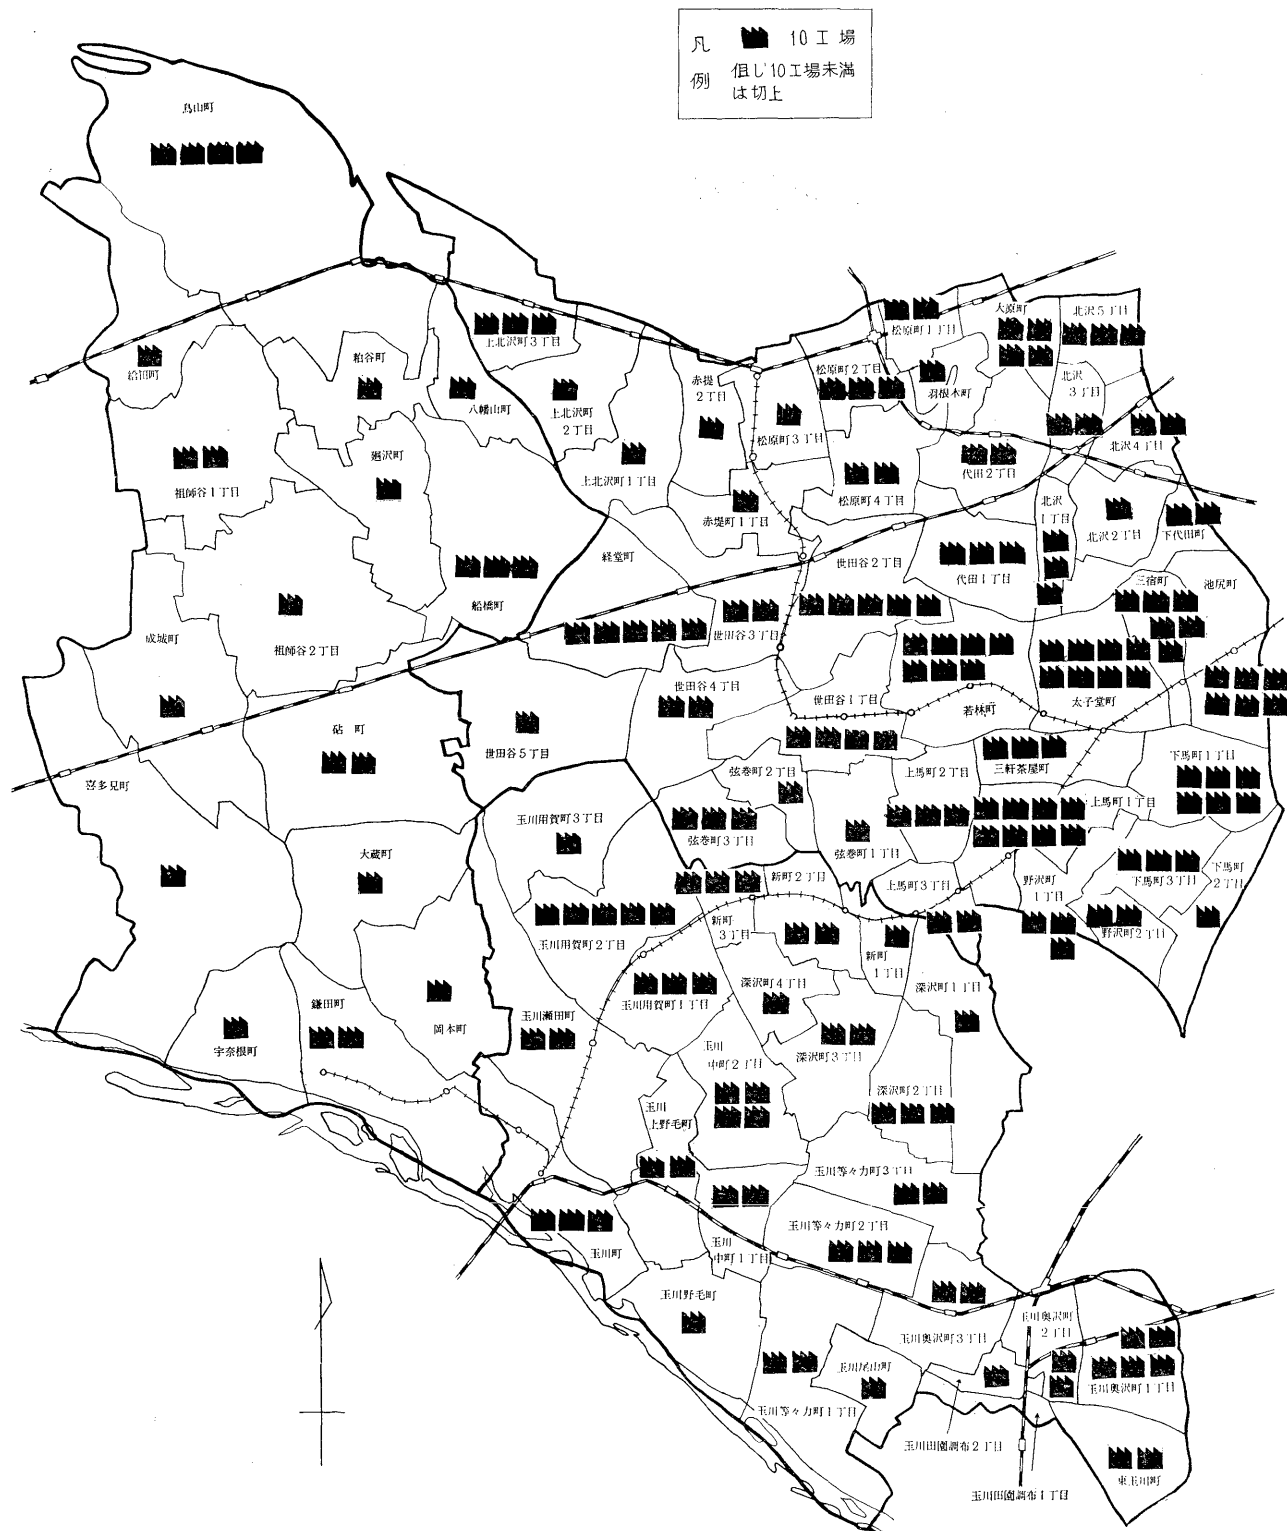 凡例
10工場
但し10工場未満
は切上
烏山町
給田町
粕谷町
上北沢町3丁目
八幡山町
上北沢町
2丁目
上北沢町1丁目
赤堤
2丁目
赤堤町1丁目
松原町1丁目
松原町2丁目
松原町3丁目
松原町4丁目
大原町
羽根木町
北沢5丁目
北沢
3丁目
北沢4丁目
代田2丁目
北沢
1丁目
北沢2丁目
下代田町
祖師谷1丁目
廻沢町
船橋町
経堂町
世田谷2丁目
代田1丁目
三宿町
池尻町
成城町
祖師谷2丁目
世田谷3丁目
世田谷4丁目
世田谷1丁目
若林町
太子堂町
砧町
世田谷5丁目
喜多見町
三軒茶屋町
下馬町1丁目
弦巻町2丁目
上馬町2丁目
上馬町1丁目
弦巻町3丁目
弦巻町1丁目
玉川用賀町3丁目
大蔵町
新町2丁目
上馬町3丁目
野沢町
1丁目
下馬町3丁目
下馬町
2丁目
野沢町2丁目
玉川用賀町2丁目
新町
3丁目
新町
1丁目
深沢町1丁目
深沢町4丁目
玉川用賀町1丁目
深沢町3丁目
深沢町2丁目
鎌田町
宇奈根町
岡本町
玉川瀬田町
玉川
中町2丁目
玉川
上野毛町
玉川等々力町3丁目
玉川等々力町2丁目
玉川町
玉川
中町1丁目
玉川野毛町
玉川奥沢町3丁目
玉川奥沢町
2丁目
玉川奥沢町1丁目
玉川尾山町
玉川等々力町1丁目
玉川田園調布2丁目
玉川田園調布1丁目
東玉川町